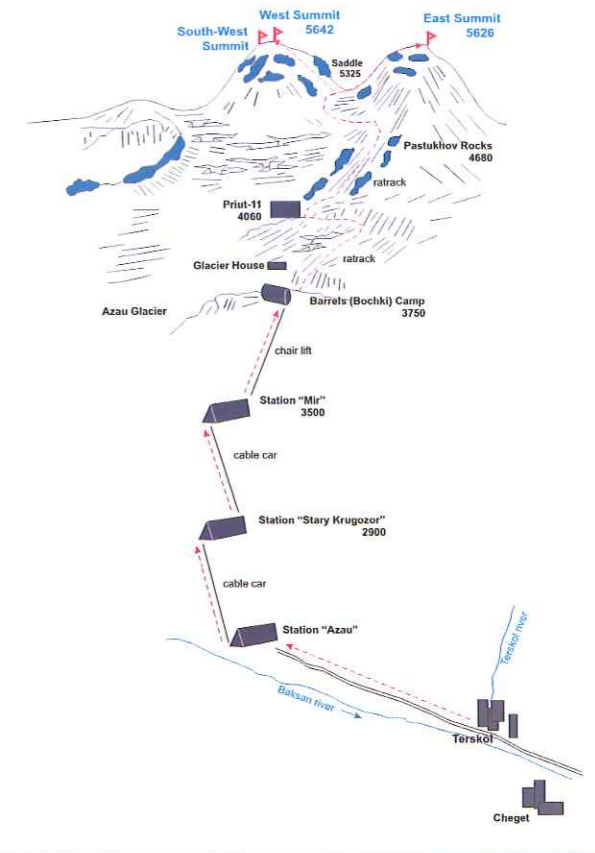 West Summit
5642
East Summit
5626
South-West
Summit
Saddle
5325
Pastukhov Rocks
4680
ratrack
Priut-11
4060
ratrack
Glacier House
Azau Glacier
Barrels (Bochki) Camp
3750
chair lift
Station "Mir"
3500
cable car
Station "Stary Krugozor"
2900
cable car
Station "Azau"
Terskol river
Baksan river
Terskol
Cheget